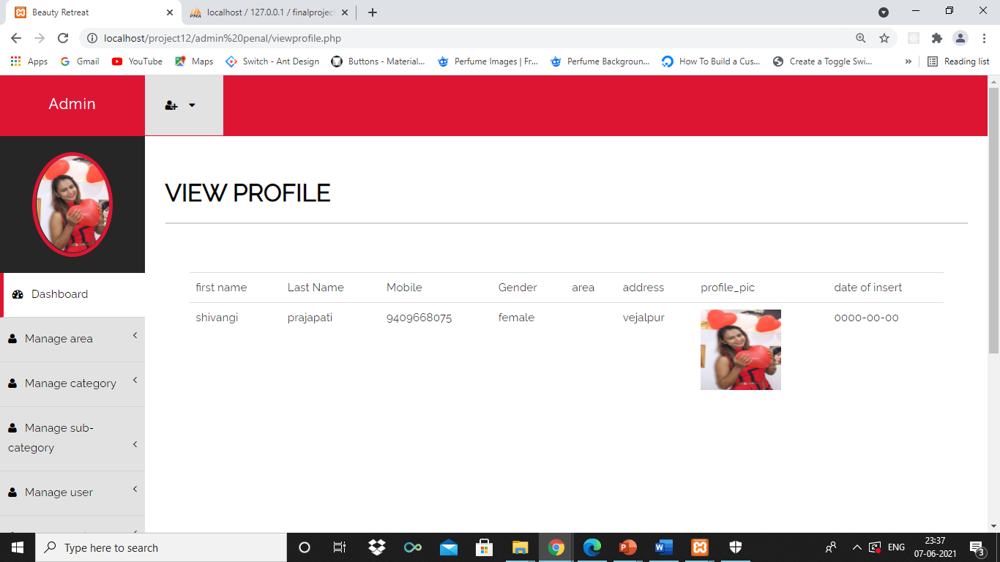 Beauty Retreat
localhost / 127.0.0.1 / finalproject
localhost/project12/admin%20penal/viewprofile.php
Apps Gmail YouTube Maps Switch - Ant Design Buttons - Material... Perfume Images | Fr... Perfume Backgroun... How To Build a Cus... Create a Toggle Swi... » Reading list
Admin
VIEW PROFILE
first name Last Name Mobile Gender area address profile_pic date of insert
shivangi prajapati 9409668075 female vejalpur 0000-00-00
Dashboard
Manage area
Manage category
Manage sub-
category
Manage user
Type here to search
ENG
23:37
07-06-2021
3